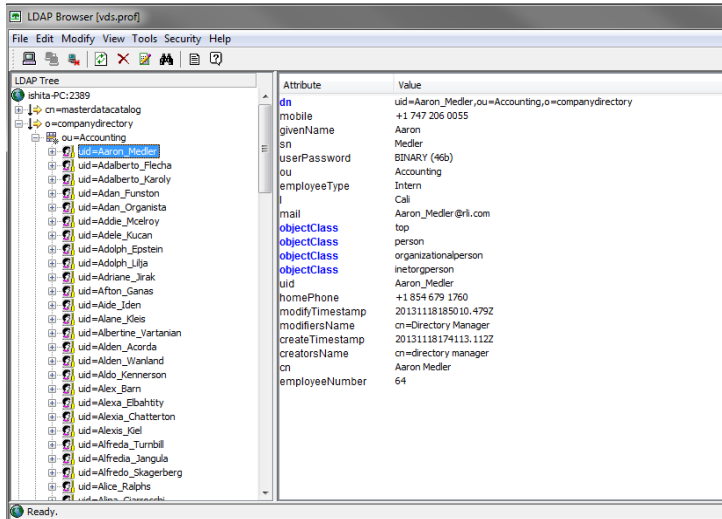 LDAP Browser [vds.prof]
File Edit Modify View Tools Security Help
LDAP Tree
ishita-PC:2389
cn=masterdatacatalog
o=companydirectory
ou=Accounting
uid=Aaron_Medler
uid=Adalberto_Flecha
uid=Adalberto_Karoly
uid=Adan_Funston
uid=Adan_Organista
uid=Addie_Mcelroy
uid=Adele_Kucan
uid=Adolph_Epstein
uid=Adolph_Lilja
uid=Adriane_Jirak
uid=Afton_Ganas
uid=Aide_Iden
uid=Alane_Kleis
uid=Albertine_Vartanian
uid=Alden_Acorda
uid=Alden_Wanland
uid=Aldo_Kennerson
uid=Alex_Barn
uid=Alexa_Elbahtity
uid=Alexia_Chatterton
uid=Alexis_Kiel
uid=Alfreda_Turnbill
uid=Alfredia_Jangula
uid=Alfredo_Skagerberg
uid=Alice_Ralphs
Attribute Value
dn uid=Aaron_Medler,ou=Accounting,o=companydirectory
mobile +1 747 206 0055
givenName Aaron
sn Medler
userPassword BINARY (46b)
ou Accounting
employeeType Intern
l Cali
mail Aaron_Medler@rli.com
objectClass top
objectClass person
objectClass organizationalperson
objectClass inetorgperson
uid Aaron_Medler
homePhone +1 854 679 1760
modifyTimestamp 20131118185010.479Z
modifiersName cn=Directory Manager
createTimestamp 20131118174113.112Z
creatorsName cn=directory manager
cn Aaron Medler
employeeNumber 64
Ready.